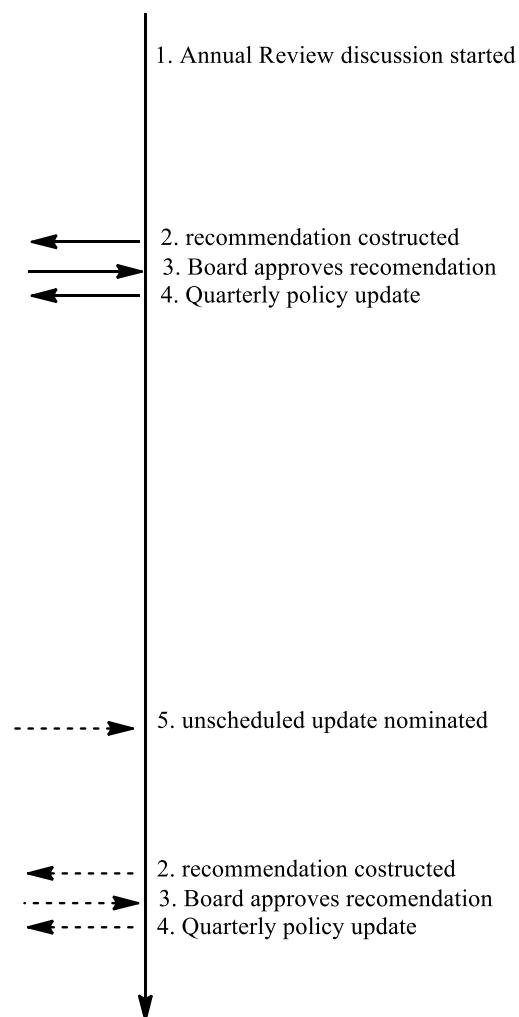 1. Annual Review discussion started
2. recommendation costructed
3. Board approves recomendation
4. Quarterly policy update
5. unscheduled update nominated
2. recommendation costructed
3. Board approves recomendation
4. Quarterly policy update